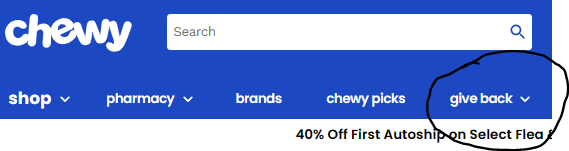 chewy
Search
shop pharmacy brands chewy picks give back
40% Off First Autoship on Select Flea